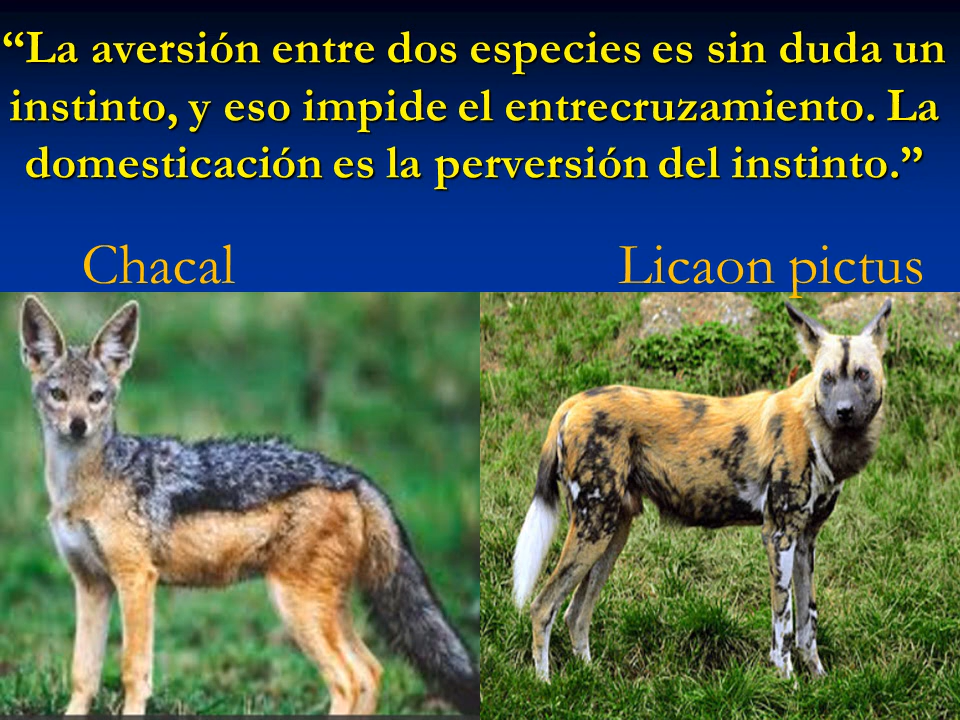 “La aversión entre dos especies es sin duda un
instinto, y eso impide el entrecruzamiento. La
domesticación es la perversión del instinto.”
Chacal
Licaon pictus